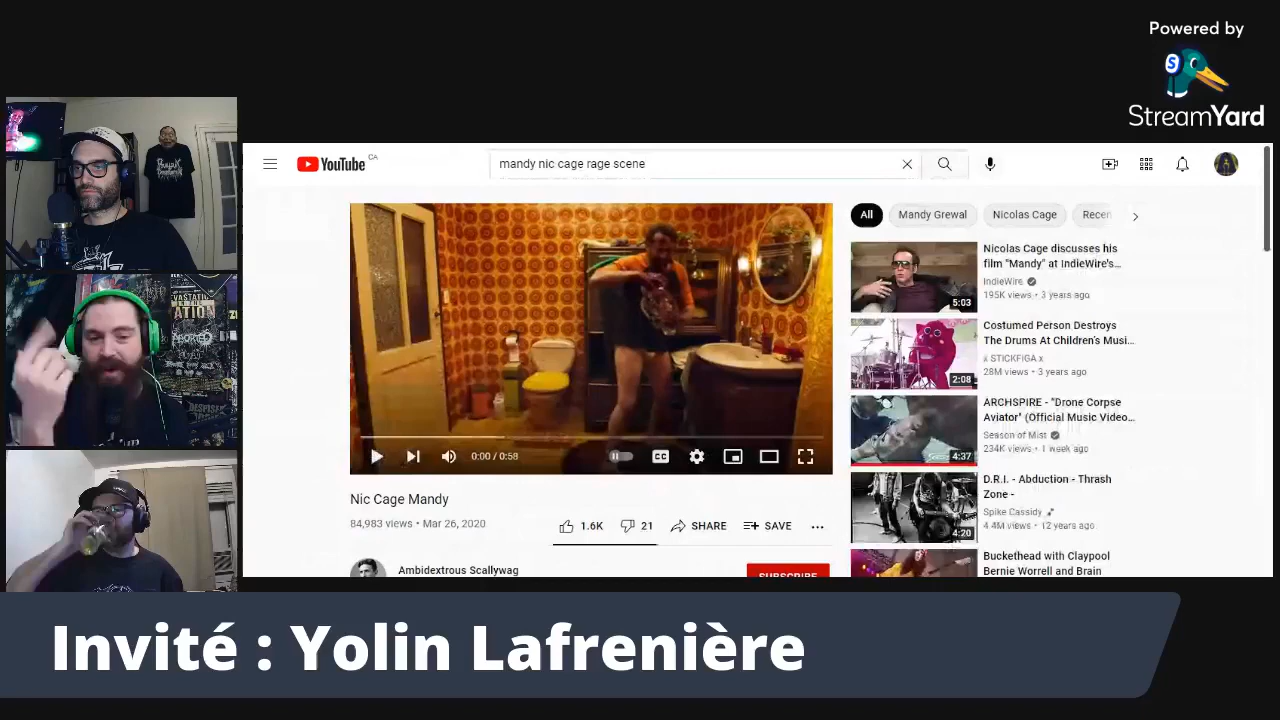 Powered by
StreamYard
YouTube CA
mandy nic cage rage scene
All
Mandy Grewal
Nicolas Cage
Recen
Nicolas Cage discusses his
film "Mandy" at IndieWire's...
IndieWire
195K views • 3 years ago
5:03
Costumed Person Destroys
The Drums At Children's Musi...
x STICKFIGA x
28M views • 3 years ago
2:08
ARCHSPIRE - "Drone Corpse
Aviator" (Official Music Video...
Season of Mist
234K views • 1 week ago
4:37
D.R.I. - Abduction - Thrash
Zone -
Spike Cassidy
4.4M views • 12 years ago
4:20
Buckethead with Claypool
Bernie Worrell and Brain
0:00 / 0:58
CC
Nic Cage Mandy
84,983 views • Mar 26, 2020
1.6K
21
SHARE
SAVE
Ambidextrous Scallywag
SUBSCRIBE
ABORTED
Invité : Yolin Lafrenière